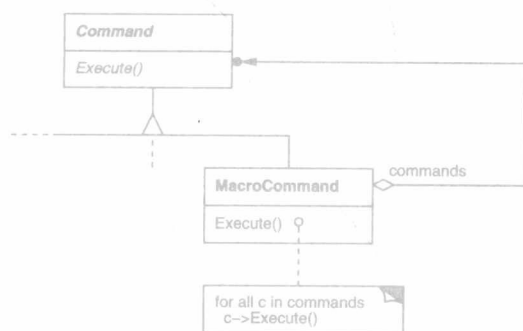 Command
Execute()
commands
MacroCommand
Execute()
for all c in commands
c->Execute()